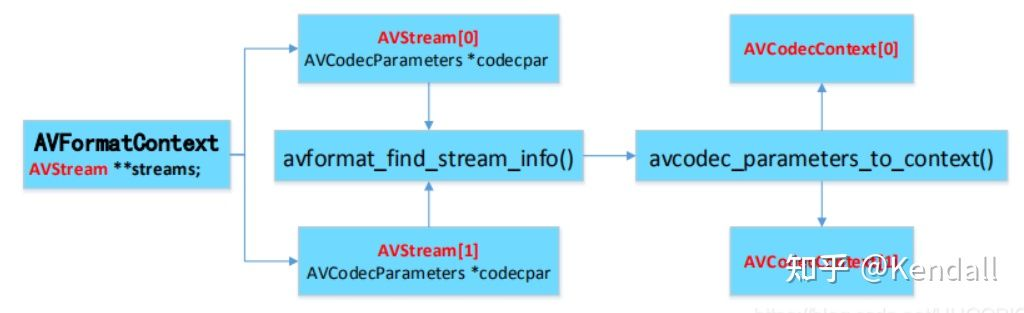 AVFormatContext
AVStream **streams;
AVStream[0]
AVCodecParameters *codecpar
avformat_find_stream_info()
AVStream[1]
AVCodecParameters *codecpar
AVCodecContext[0]
avcodec_parameters_to_context()
AVCodecContext[1]
知乎 @Kendall